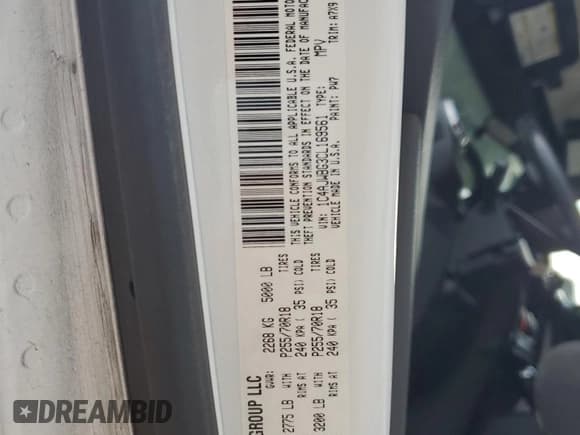 GROUP LLC
GVWR: 2268 KG 5000 LB
2775 LB WITH P255/70R18 TIRES
RIMS AT 240 KPA ( 35 PSI) COLD
3200 LB WITH P255/70R18 TIRES
RIMS AT 240 KPA ( 35 PSI) COLD
THIS VEHICLE CONFORMS TO ALL APPLICABLE U.S.A. FEDERAL MOTOR
THEFT PREVENTION STANDARDS IN EFFECT ON THE DATE OF MANUFAC
VIN: 1C4AJWBG3CL169561 TYPE: MPV
VEHICLE MADE IN U.S.A. PAINT: PW7 TRIM: A7X9
DREAMBID